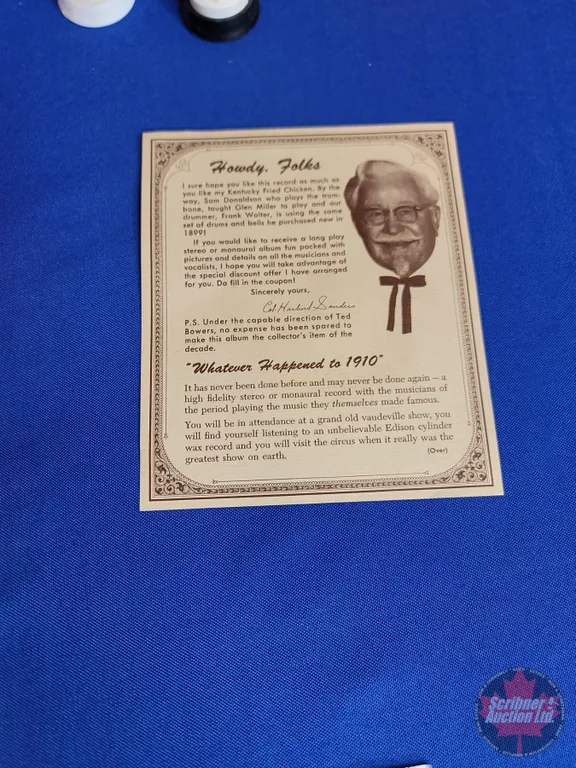 Howdy, Folks
I sure hope you like this record as much as
you like my Kentucky Fried Chicken. By the
way, Sam Donaldson who plays the trom-
bone, taught Glen Miller to play and our
drummer, Frank Wolter, is using the same
set of drums and bells he purchased new in
1899!
If you would like to receive a long play
stereo or monaural album fun packed with
pictures and details on all the musicians and
vocalists, I hope you will take advantage of
the special discount offer I have arranged
for you. Do fill in the coupon!
Sincerely yours,
Col Harland Sanders
P.S. Under the capable direction of Ted
Bowers, no expense has been spared to
make this album the collector's item of the
decade.
"Whatever Happened to 1910"
It has never been done before and may never be done again — a
high fidelity stereo or monaural record with the musicians of
the period playing the music they themselves made famous.
You will be in attendance at a grand old vaudeville show, you
will find yourself listening to an unbelievable Edison cylinder
wax record and you will visit the circus when it really was the
greatest show on earth.
(Over)
Scribner
Auction Ltd.